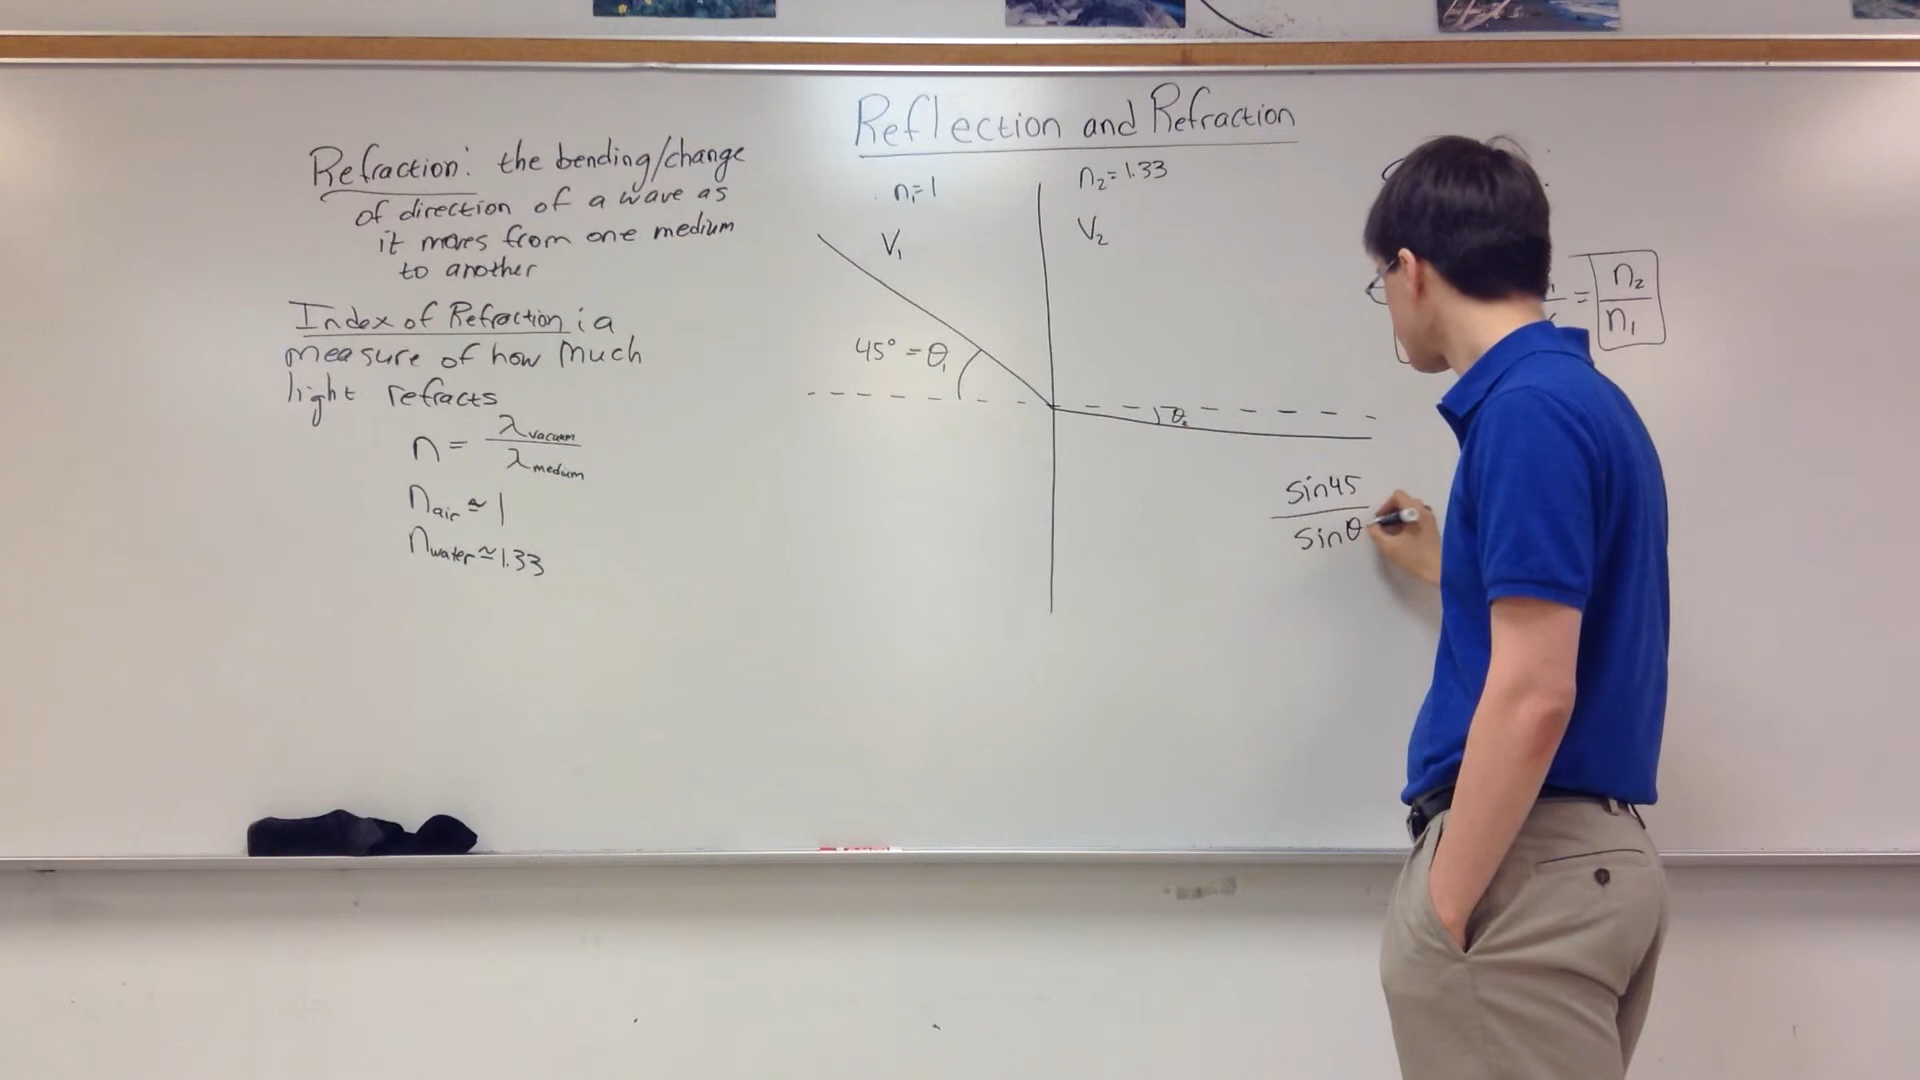 Reflection and Refraction
Refraction: the bending/change
of direction of a wave as
it moves from one medium
to another
Index of Refraction: a
measure of how much
light refracts
n = λvacuum / λmedium
nair ≃ 1
nwater ≃ 1.33
n1=1
V1
n2=1.33
V2
45° = θ1
θ2
= n2 / n1
sin45
sinθ